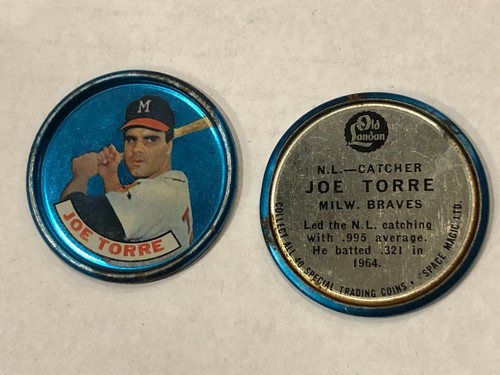 M
JOE TORRE
Old
London
N.L.—CATCHER
JOE TORRE
MILW. BRAVES
Led the N.L. catching
with .995 average.
He batted .321 in
1964.
COLLECT ALL 40 SPECIAL TRADING COINS • SPACE MAGIC LTD.